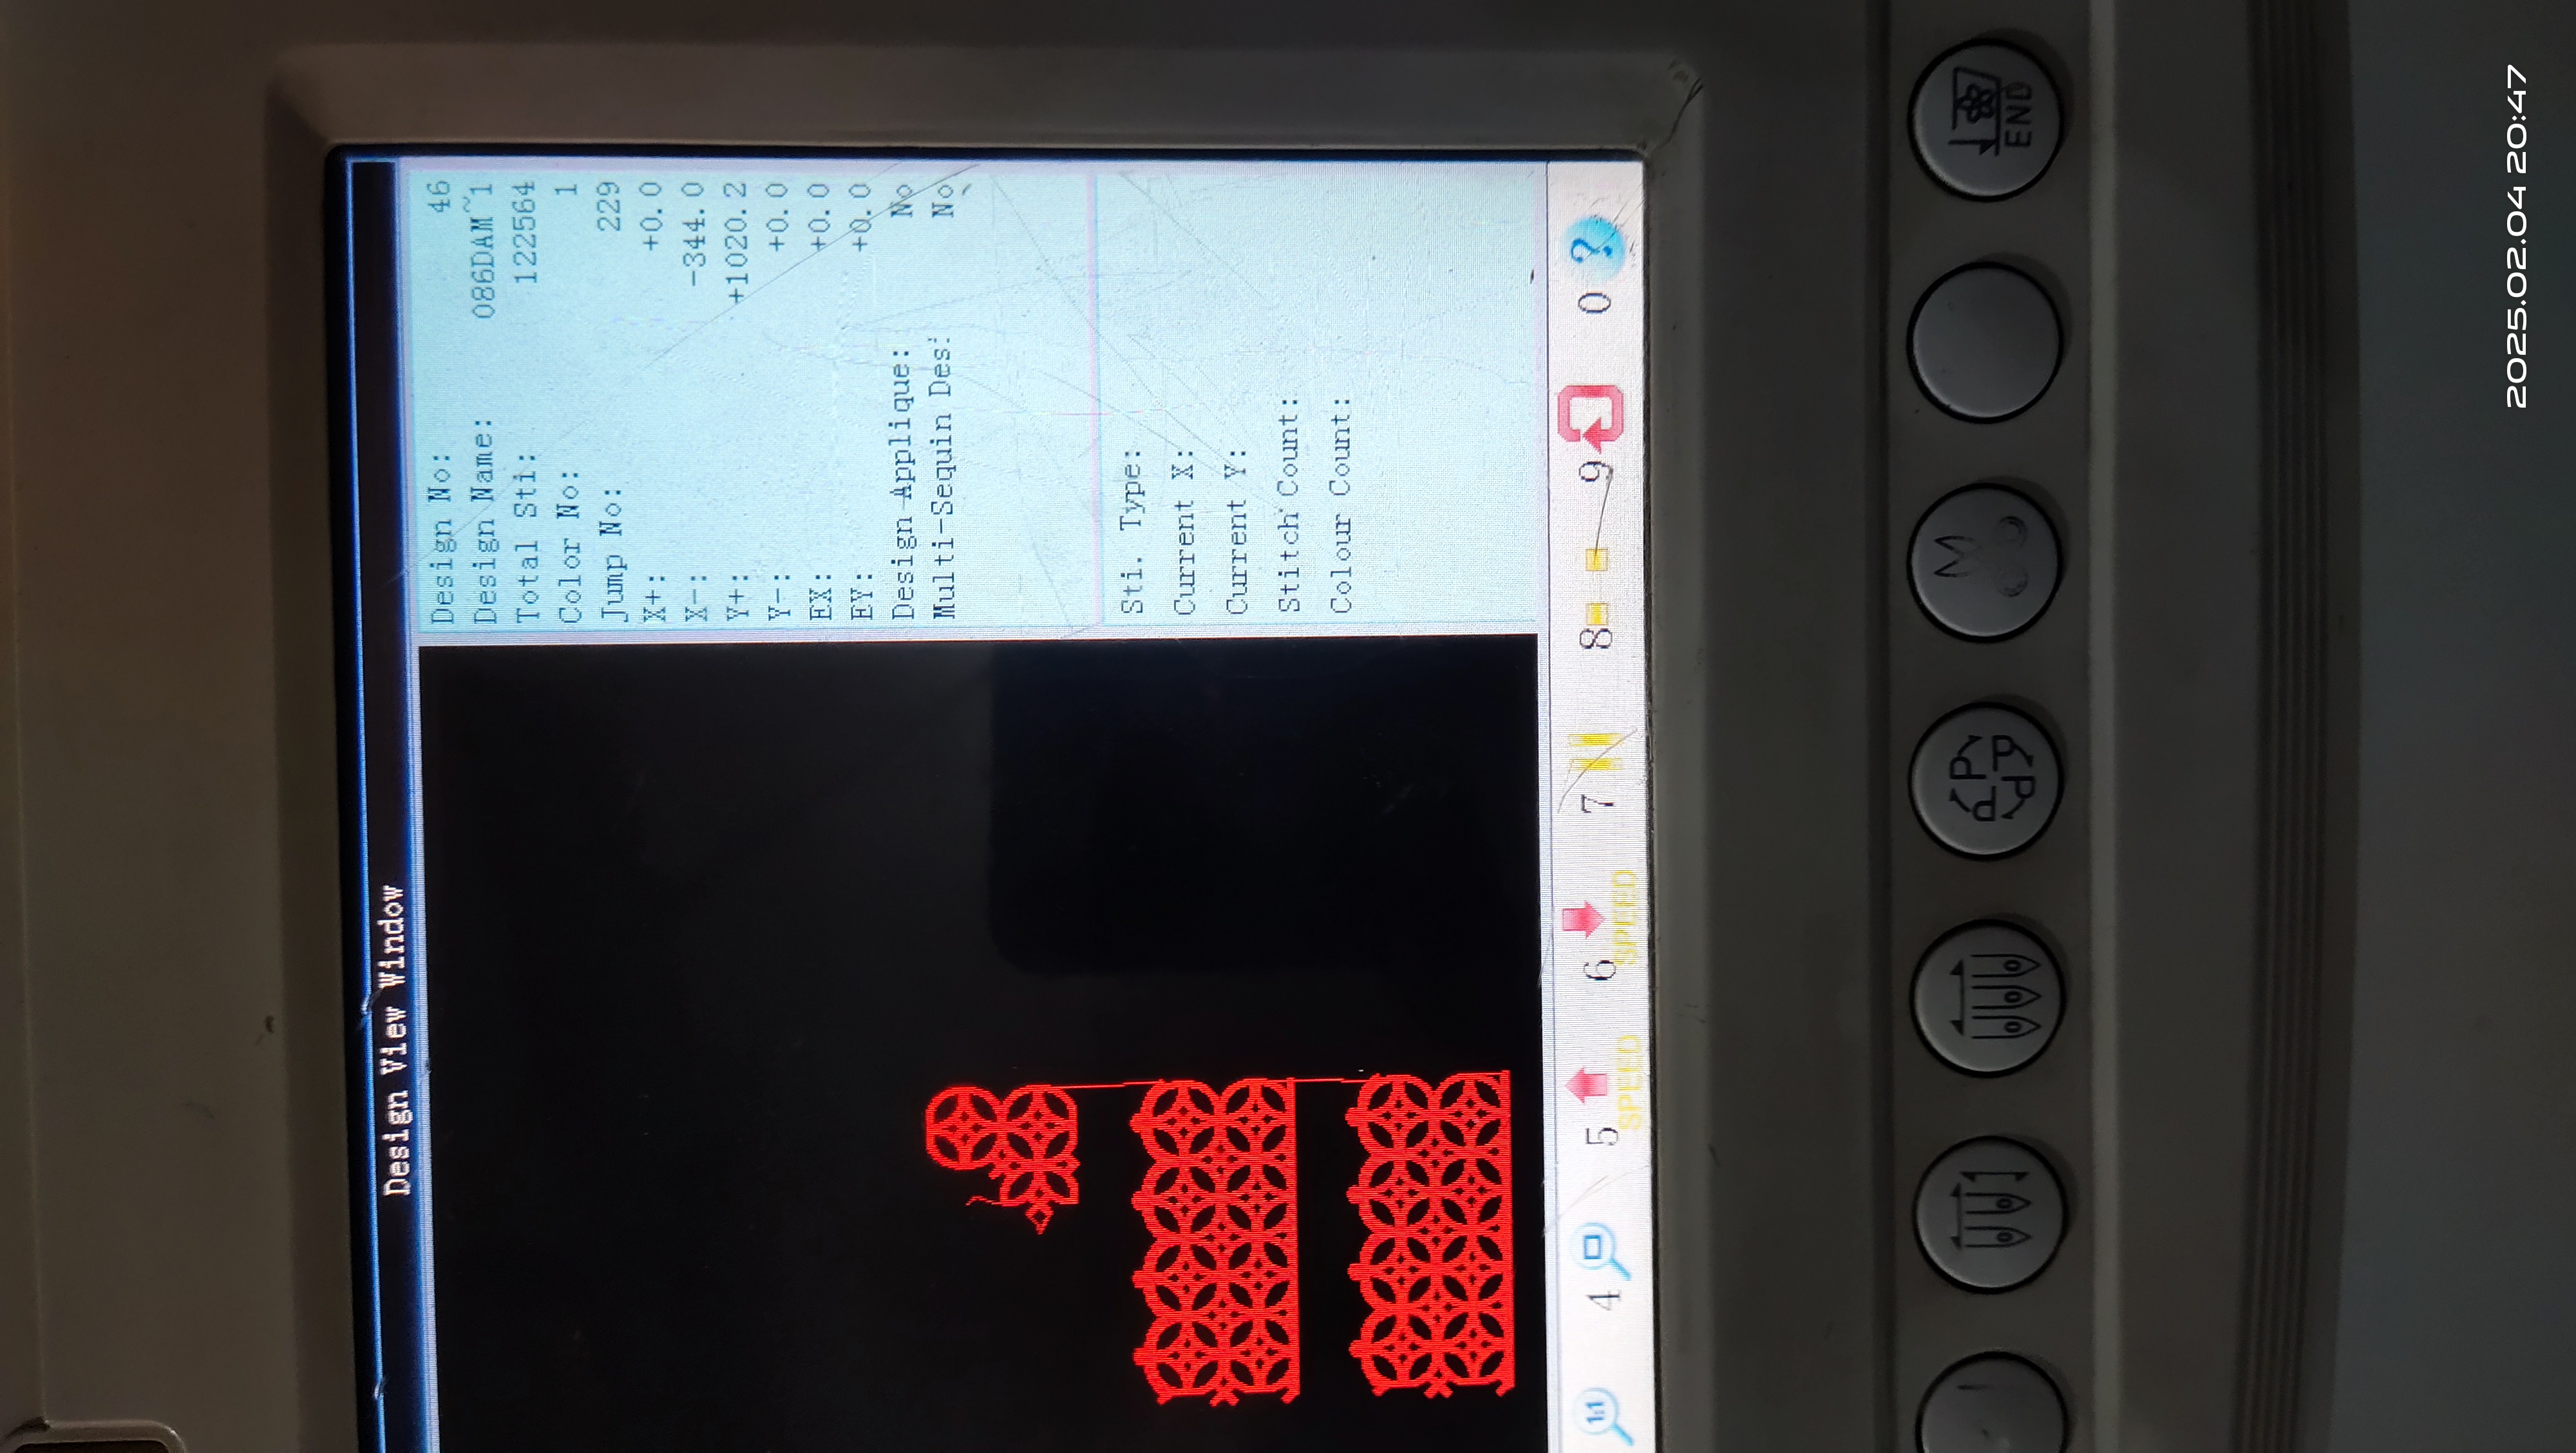 Design View Window
Design No: 46
Design Name: 086DAM~1
Total Sti: 122564
Color No: 1
Jump No: 229
X+: +0.0
X-: -344.0
Y+: +1020.2
Y-: +0.0
EX: +0.0
EY: +0.0
Design Applique: No
Multi-Sequin Des: No
Sti. Type:
Current X:
Current Y:
Stitch Count:
Colour Count:
1:1 4 5 SPEED 6 SPEED 7 8 9 0 ?
P P P P
END
2025.02.04 20:47